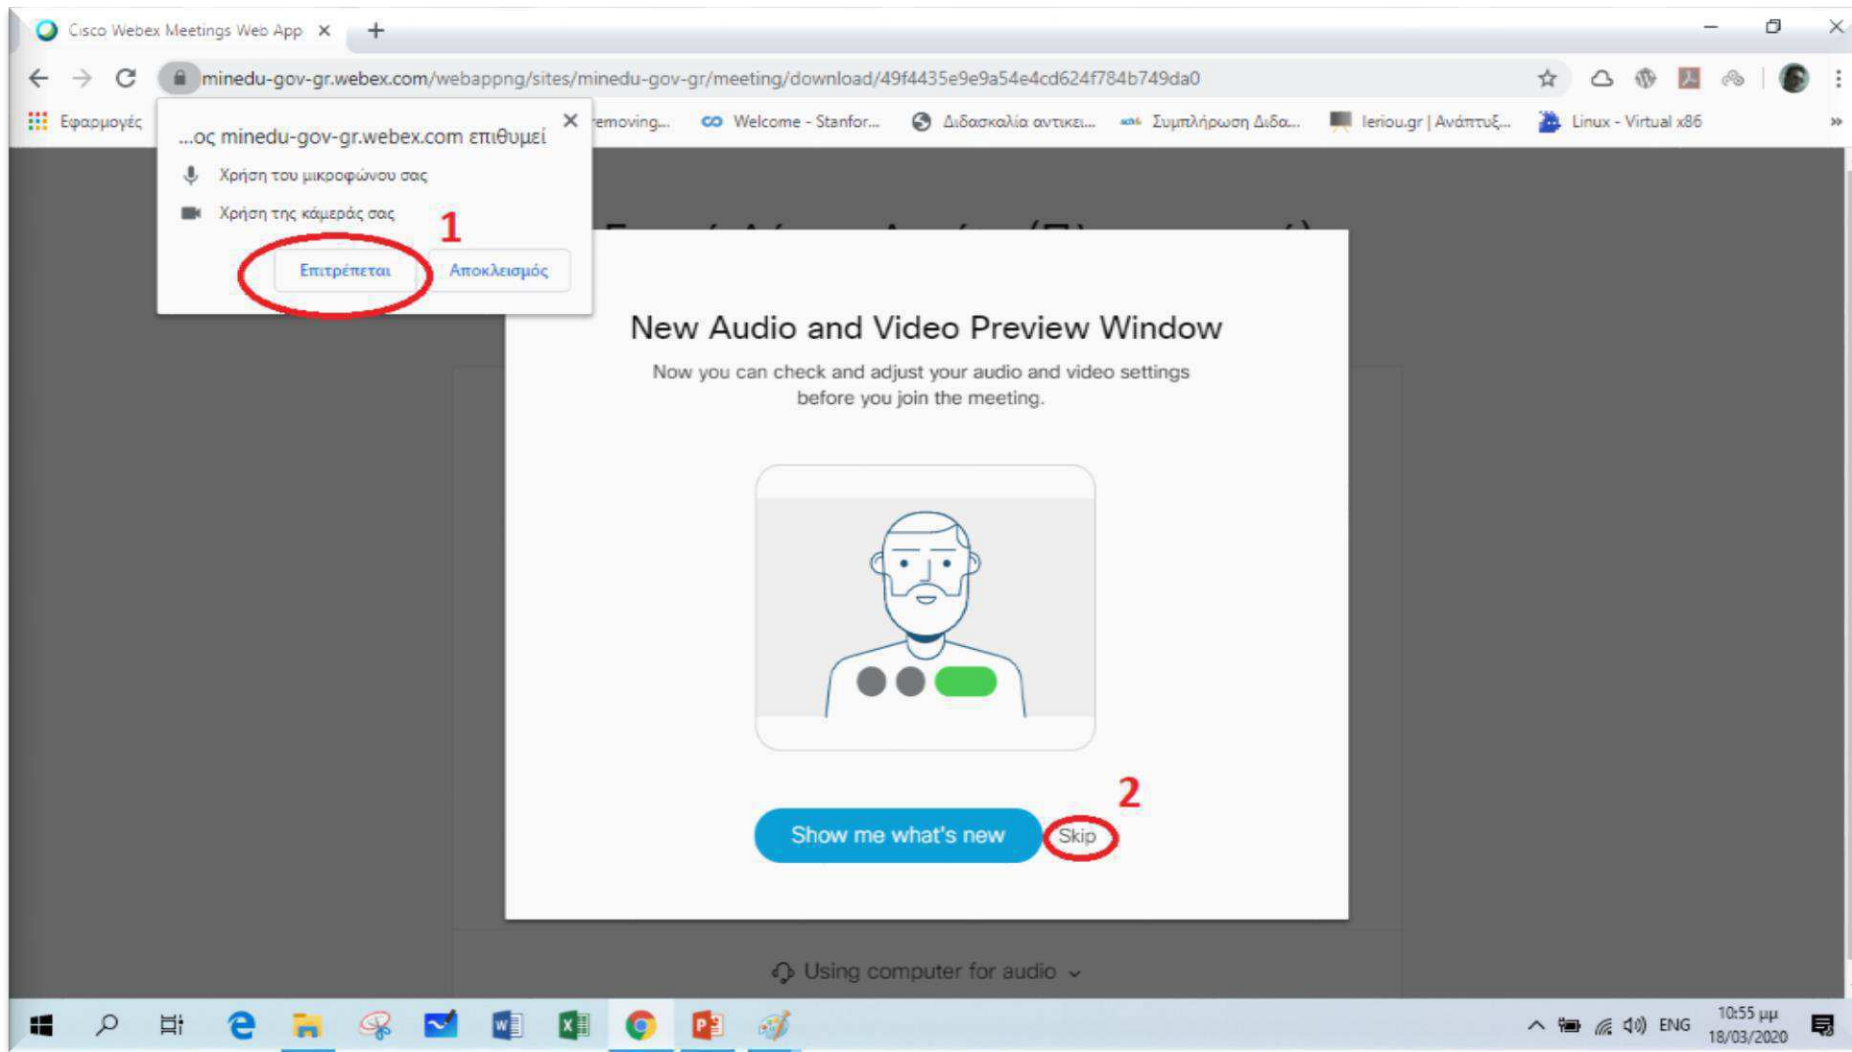 Cisco Webex Meetings Web App
minedu-gov-gr.webex.com/webappng/sites/minedu-gov-gr/meeting/download/49f4435e9e9a54e4cd624f784b749da0
Εφαρμογές
removing...
Welcome - Stanfor...
Διδασκαλία αντικει...
Συμπλήρωση Διδα...
Ieriou.gr | Ανάπτυξ...
Linux - Virtual x86
...ος minedu-gov-gr.webex.com επιθυμεί
Χρήση του μικροφώνου σας
Χρήση της κάμεράς σας
1
Επιτρέπεται
Αποκλεισμός
New Audio and Video Preview Window
Now you can check and adjust your audio and video settings
before you join the meeting.
2
Show me what's new
Skip
Using computer for audio
ENG
10:55 μμ
18/03/2020